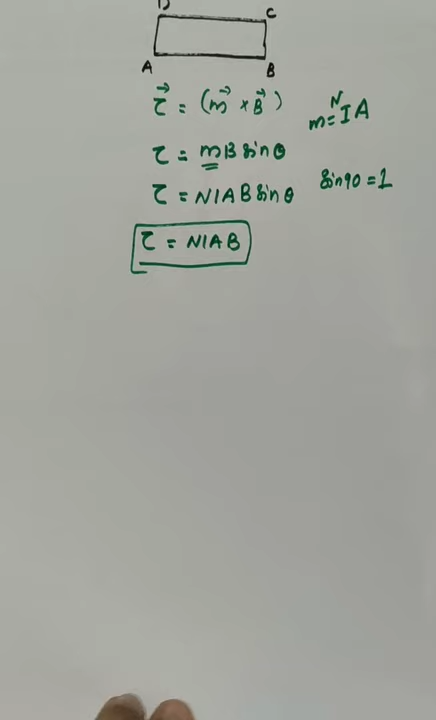 D C
A B
τ⃗ = (m⃗ × B⃗) m = NIA
τ = mB sinθ
τ = NIAB sinθ sin90 = 1
τ = NIAB